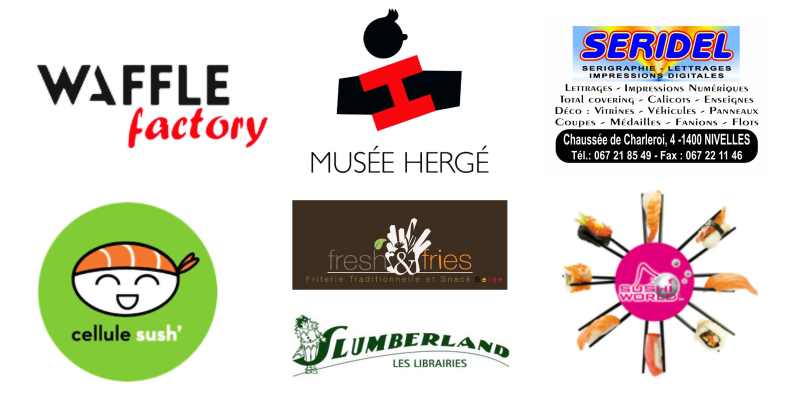 WAFFLE
factory
MUSÉE HERGÉ
SERIDEL
SERIGRAPHIE - LETTRAGES
IMPRESSIONS DIGITALES
Lettrages - Impressions Numériques
Total covering - Calicots - Enseignes
Déco : Vitrines - Véhicules - Panneaux
Coupes - Médailles - Fanions - Flots
Chaussée de Charleroi, 4 -1400 NIVELLES
Tél.: 067 21 85 49 - Fax : 067 22 11 46
cellule sush'
fresh&fries
Friterie Traditionnelle et Snack Belge
SLUMBERLAND
LES LIBRAIRIES
SUSHI
WORLD